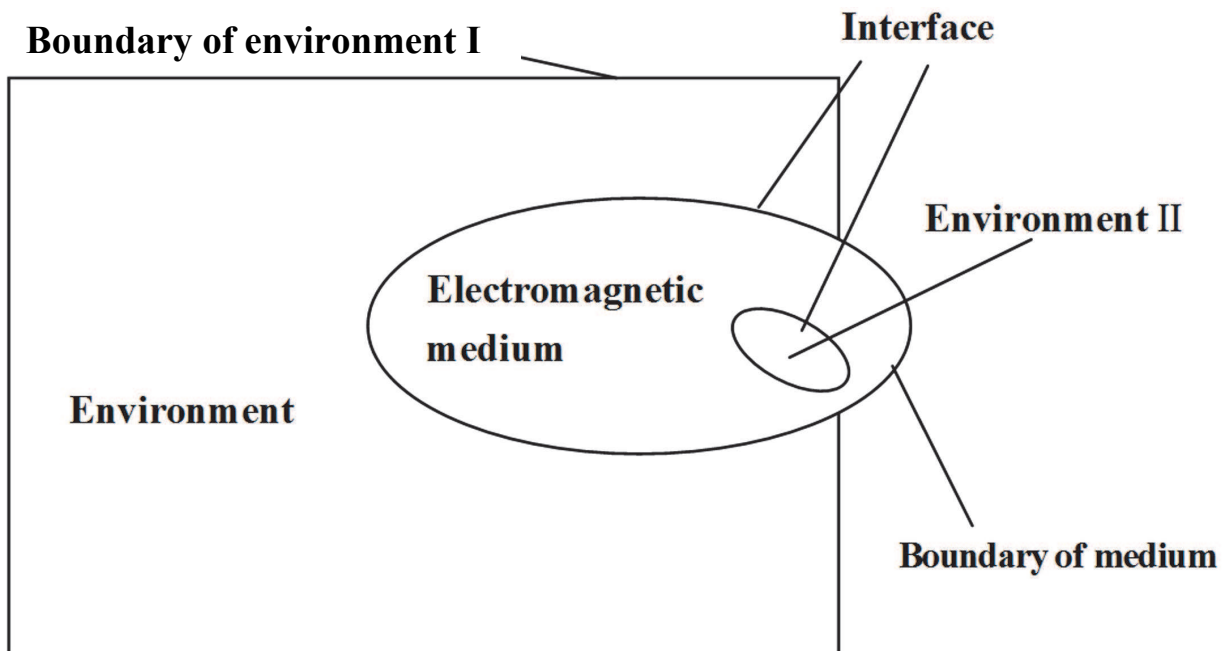 Boundary of environment I
Interface
Environment Ⅱ
Electromagnetic
medium
Environment
Boundary of medium